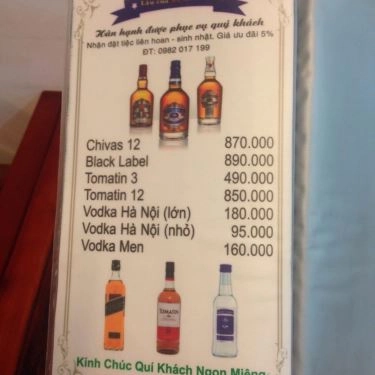 Hân hạnh được phục vụ quý khách
Nhận đặt tiệc liên hoan - sinh nhật. Giá ưu đãi 5%
ĐT: 0982 017 199
Chivas 12 870.000
Black Label 890.000
Tomatin 3 490.000
Tomatin 12 850.000
Vodka Hà Nội (lớn) 180.000
Vodka Hà Nội (nhỏ) 95.000
Vodka Men 160.000
TOMATIN
Kính Chúc Quí Khách Ngon Miệng